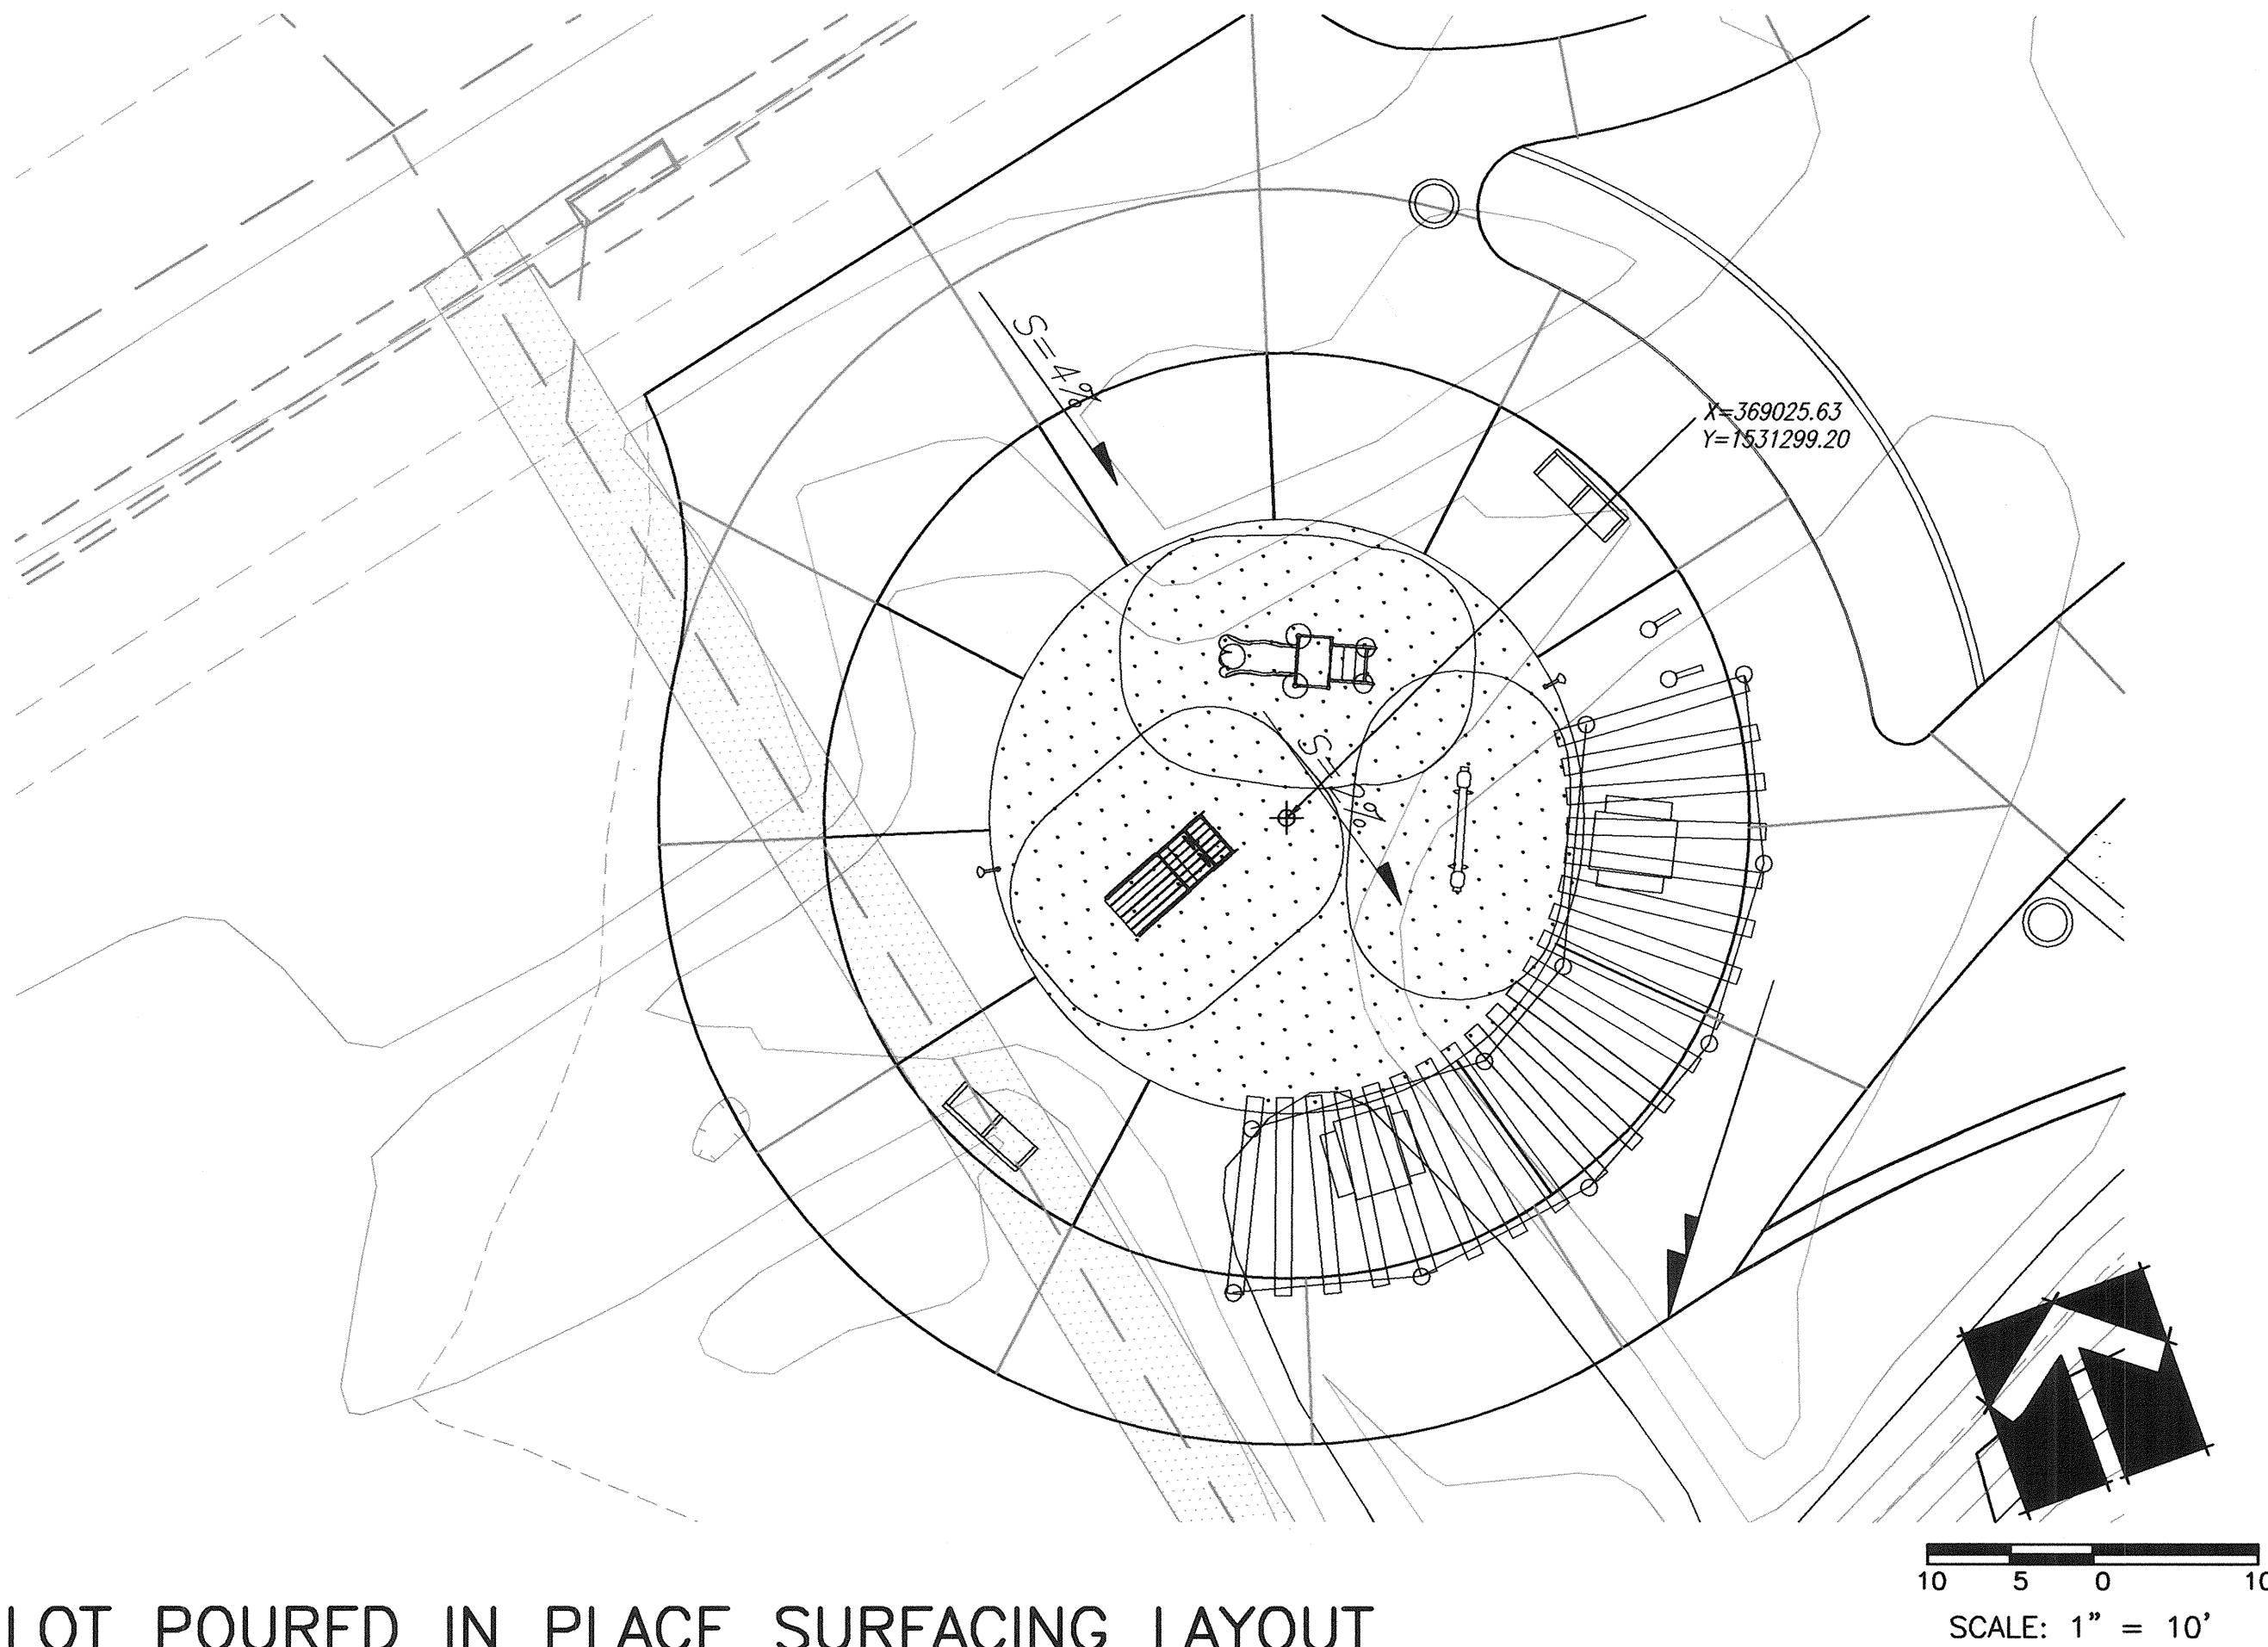 S=4%
X=369025.63
Y=1531299.20
S=1.2%
10 5 0 10
LOT POURED IN PLACE SURFACING LAYOUT
SCALE: 1" = 10'